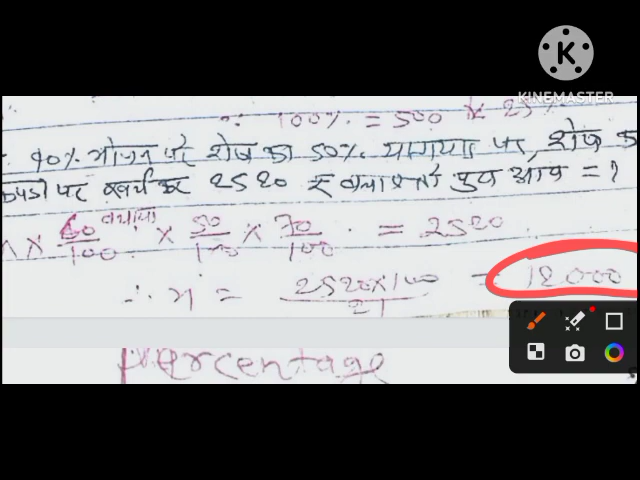 KINEMASTER
∵ 100% = 500
40% भोजन पर शेष का 50% यात्रा पर, शेष का
कपडो पर खर्च कर 2520 रु बचाए तो कुल आय = ?
बचाया
× 60/100 × 50/100 × 70/100 = 2520
∴ x = 2520×100/21 = 12000
percentage